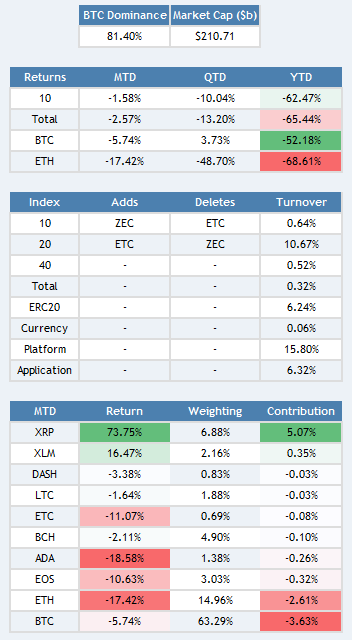 BTC Dominance Market Cap ($b)
81.40% $210.71
Returns MTD QTD YTD
10 -1.58% -10.04% -62.47%
Total -2.57% -13.20% -65.44%
BTC -5.74% 3.73% -52.18%
ETH -17.42% -48.70% -68.61%
Index Adds Deletes Turnover
10 ZEC ETC 0.64%
20 ETC ZEC 10.67%
40 - - 0.52%
Total - - 0.32%
ERC20 - - 6.24%
Currency - - 0.06%
Platform - - 15.80%
Application - - 6.32%
MTD Return Weighting Contribution
XRP 73.75% 6.88% 5.07%
XLM 16.47% 2.16% 0.35%
DASH -3.38% 0.83% -0.03%
LTC -1.64% 1.88% -0.03%
ETC -11.07% 0.69% -0.08%
BCH -2.11% 4.90% -0.10%
ADA -18.58% 1.38% -0.26%
EOS -10.63% 3.03% -0.32%
ETH -17.42% 14.96% -2.61%
BTC -5.74% 63.29% -3.63%